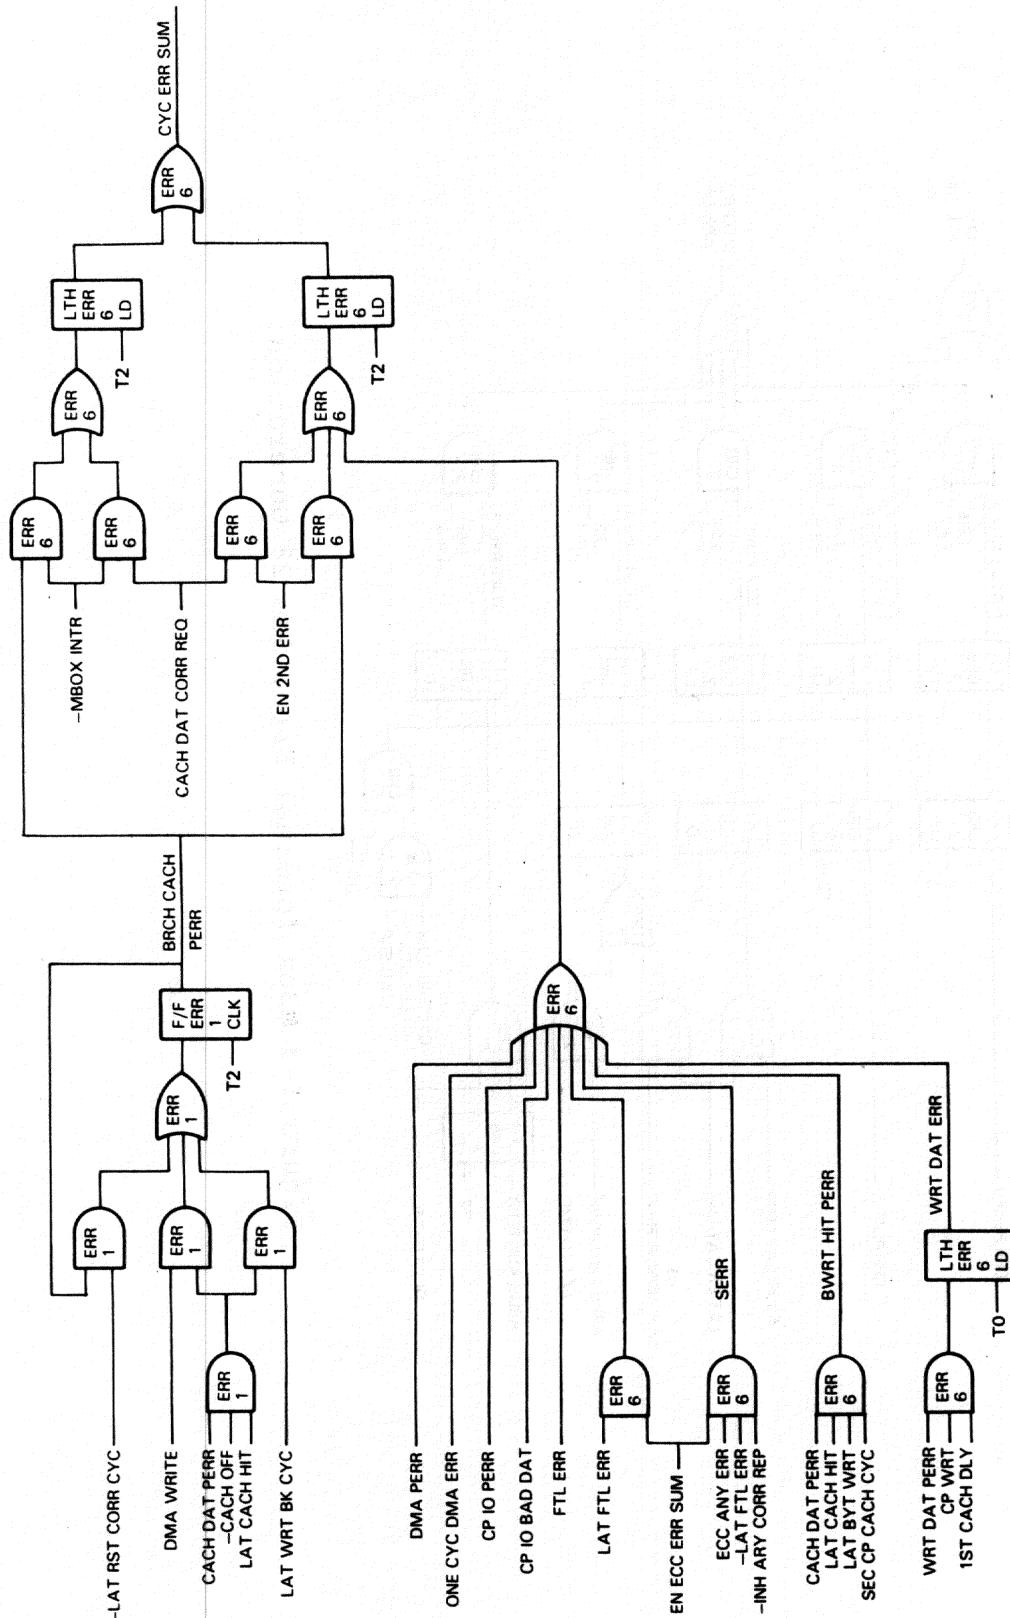 -LAT RST CORR CYC
DMA WRITE
CACH DAT PERR
-CACH OFF
LAT CACH HIT
LAT WRT BK CYC
ERR
1
ERR
1
ERR
1
ERR
1
ERR
1
F/F
ERR
1
CLK
T2
BRCH CACH
PERR
-MBOX INTR
CACH DAT CORR REQ
EN 2ND ERR
ERR
6
ERR
6
ERR
6
ERR
6
ERR
6
ERR
6
LTH
ERR
6
LD
T2
LTH
ERR
6
LD
T2
ERR
6
CYC ERR SUM
DMA PERR
ONE CYC DMA ERR
CP IO PERR
CP IO BAD DAT
FTL ERR
LAT FTL ERR
EN ECC ERR SUM
ECC ANY ERR
-LAT FTL ERR
-INH ARY CORR REP
CACH DAT PERR
LAT CACH HIT
LAT BYT WRT
SEC CP CACH CYC
WRT DAT PERR
CP WRT
1ST CACH DLY
ERR
6
ERR
6
ERR
6
ERR
6
SERR
BWRT HIT PERR
LTH
ERR
6
LD
T0
WRT DAT ERR
ERR
6